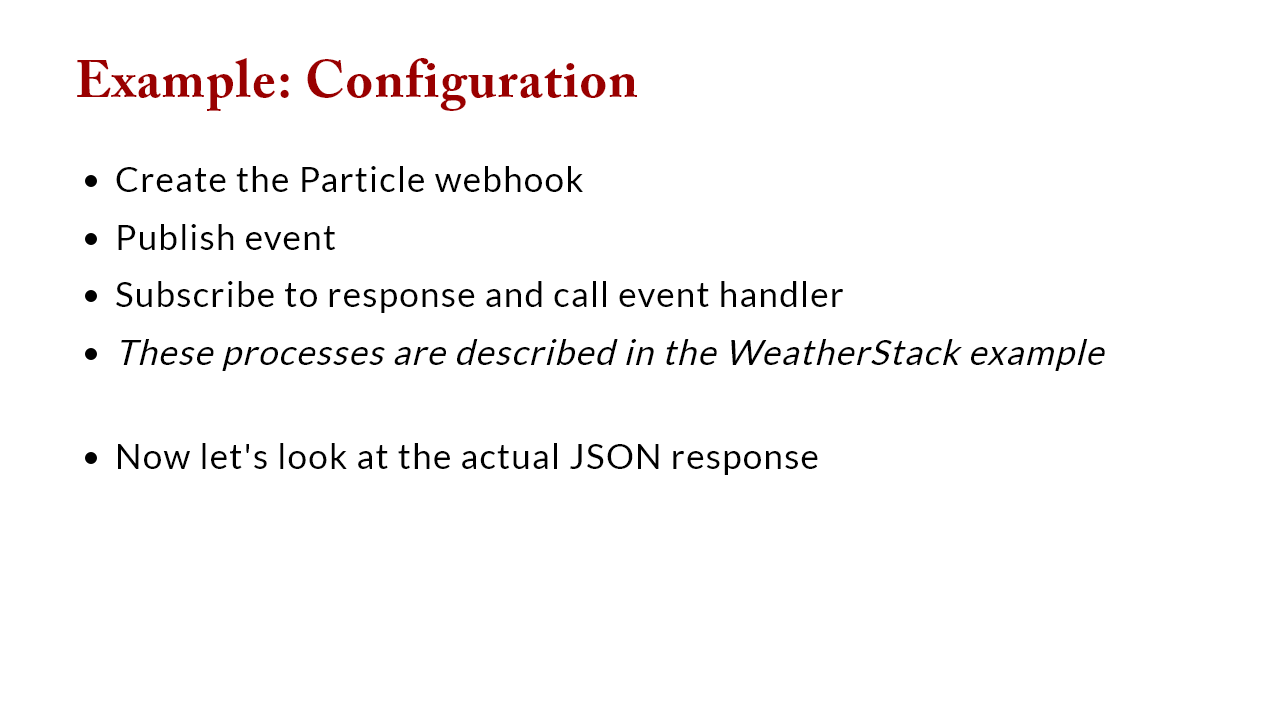 Example: Configuration
• Create the Particle webhook
• Publish event
• Subscribe to response and call event handler
• These processes are described in the WeatherStack example
• Now let's look at the actual JSON response